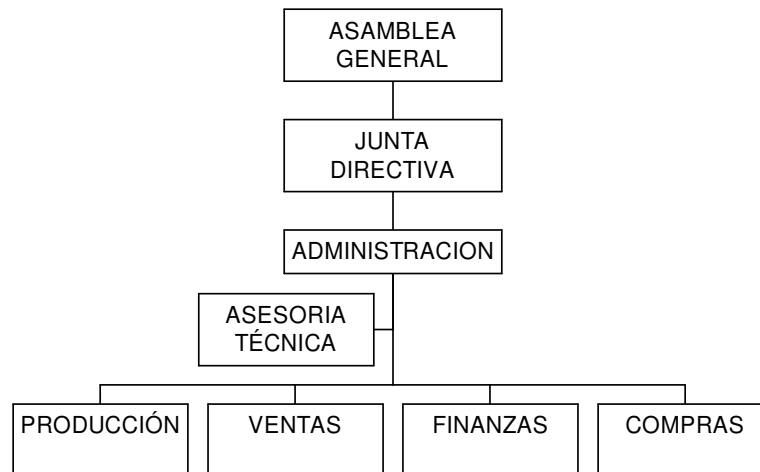 ASAMBLEA
GENERAL
JUNTA
DIRECTIVA
ADMINISTRACION
ASESORIA
TÉCNICA
PRODUCCIÓN
VENTAS
FINANZAS
COMPRAS